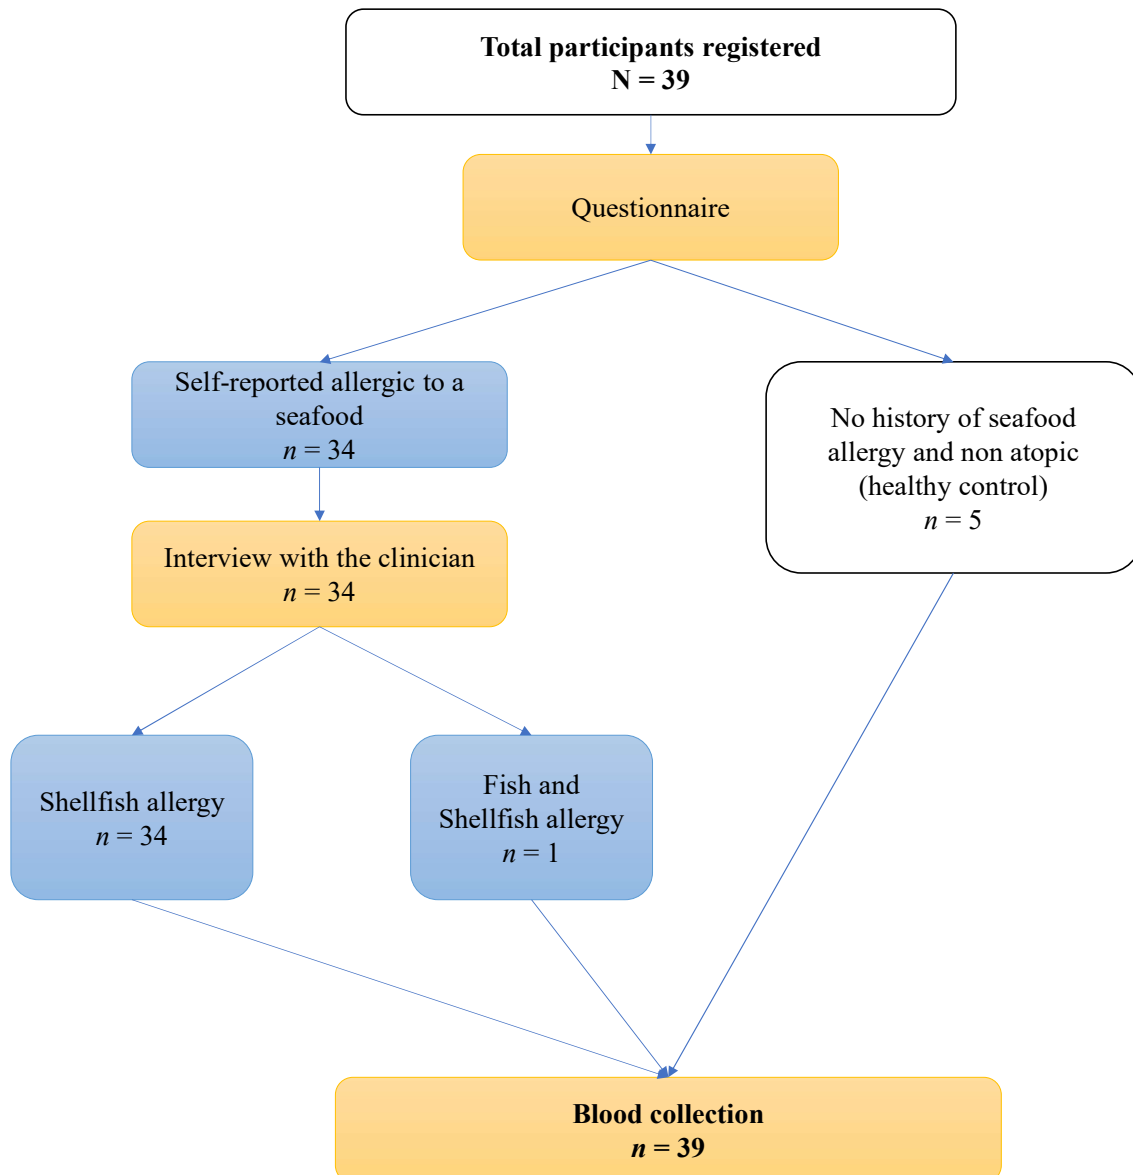 Total participants registered
N = 39
Questionnaire
Self-reported allergic to a
seafood
n = 34
No history of seafood
allergy and non atopic
(healthy control)
n = 5
Interview with the clinician
n = 34
Shellfish allergy
n = 34
Fish and
Shellfish allergy
n = 1
Blood collection
n = 39